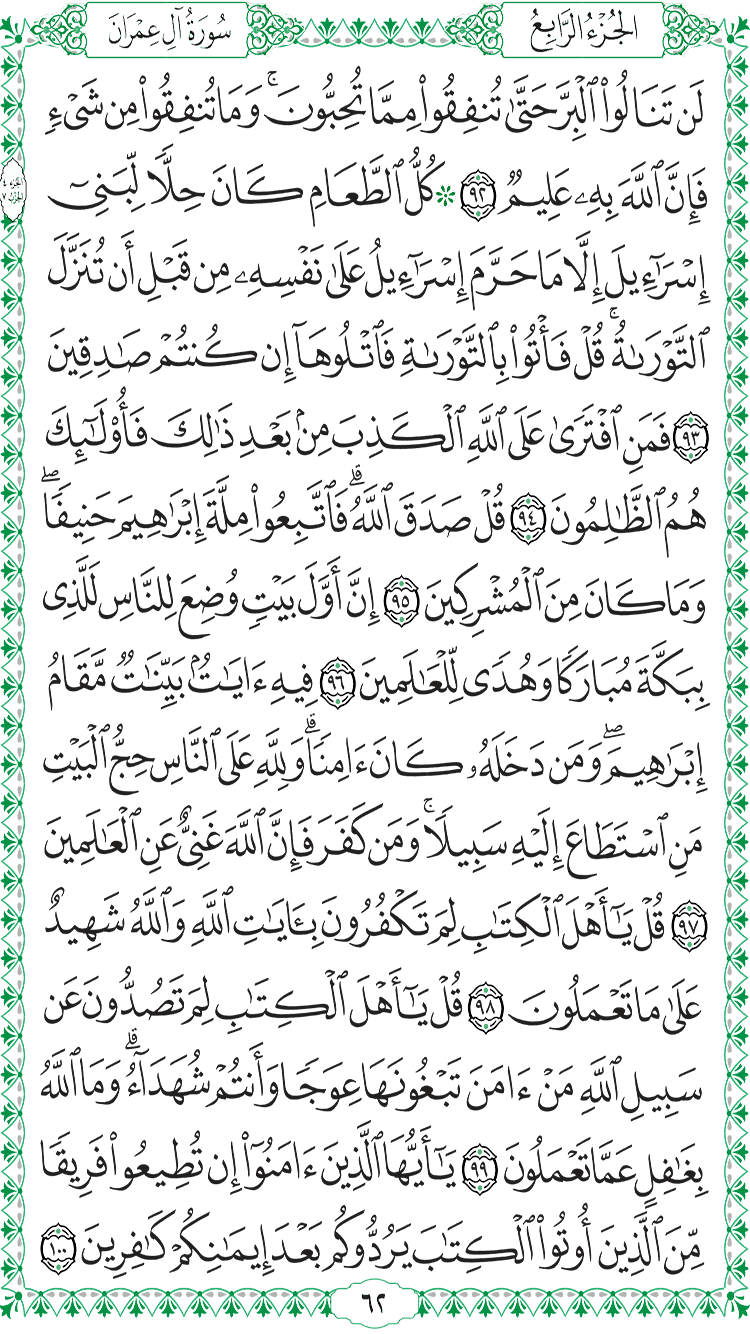 الجُزْءُ الرَّابِعُ
سُورَةُ آلِ عِمْرَانَ
لَن تَنَالُوا۟ ٱلْبِرَّ حَتَّىٰ تُنفِقُوا۟ مِمَّا تُحِبُّونَ ۚ وَمَا تُنفِقُوا۟ مِن شَىْءٍ
فَإِنَّ ٱللَّهَ بِهِۦ عَلِيمٌ ٩٢ ۞ كُلُّ ٱلطَّعَامِ كَانَ حِلًّا لِّبَنِىٓ
إِسْرَٰٓءِيلَ إِلَّا مَا حَرَّمَ إِسْرَٰٓءِيلُ عَلَىٰ نَفْسِهِۦ مِن قَبْلِ أَن تُنَزَّلَ
ٱلتَّوْرَىٰةُ ۗ قُلْ فَأْتُوا۟ بِٱلتَّوْرَىٰةِ فَٱتْلُوهَآ إِن كُنتُمْ صَٰدِقِينَ
٩٣ فَمَنِ ٱفْتَرَىٰ عَلَى ٱللَّهِ ٱلْكَذِبَ مِنۢ بَعْدِ ذَٰلِكَ فَأُو۟لَٰٓئِكَ
هُمُ ٱلظَّٰلِمُونَ ٩٤ قُلْ صَدَقَ ٱللَّهُ ۗ فَٱتَّبِعُوا۟ مِلَّةَ إِبْرَٰهِيمَ حَنِيفًا ۖ
وَمَا كَانَ مِنَ ٱلْمُشْرِكِينَ ٩٥ إِنَّ أَوَّلَ بَيْتٍ وُضِعَ لِلنَّاسِ لَلَّذِى
بِبَكَّةَ مُبَارَكًا وَهُدًى لِّلْعَٰلَمِينَ ٩٦ فِيهِ ءَايَٰتٌۢ بَيِّنَٰتٌ مَّقَامُ
إِبْرَٰهِيمَ ۖ وَمَن دَخَلَهُۥ كَانَ ءَامِنًا ۗ وَلِلَّهِ عَلَى ٱلنَّاسِ حِجُّ ٱلْبَيْتِ
مَنِ ٱسْتَطَاعَ إِلَيْهِ سَبِيلًا ۚ وَمَن كَفَرَ فَإِنَّ ٱللَّهَ غَنِىٌّ عَنِ ٱلْعَٰلَمِينَ
٩٧ قُلْ يَٰٓأَهْلَ ٱلْكِتَٰبِ لِمَ تَكْفُرُونَ بِـَٔايَٰتِ ٱللَّهِ وَٱللَّهُ شَهِيدٌ
عَلَىٰ مَا تَعْمَلُونَ ٩٨ قُلْ يَٰٓأَهْلَ ٱلْكِتَٰبِ لِمَ تَصُدُّونَ عَن
سَبِيلِ ٱللَّهِ مَنْ ءَامَنَ تَبْغُونَهَا عِوَجًا وَأَنتُمْ شُهَدَآءُ ۗ وَمَا ٱللَّهُ
بِغَٰفِلٍ عَمَّا تَعْمَلُونَ ٩٩ يَٰٓأَيُّهَا ٱلَّذِينَ ءَامَنُوٓا۟ إِن تُطِيعُوا۟ فَرِيقًا
مِّنَ ٱلَّذِينَ أُوتُوا۟ ٱلْكِتَٰبَ يَرُدُّوكُم بَعْدَ إِيمَٰنِكُمْ كَٰفِرِينَ ١٠٠
٦٢